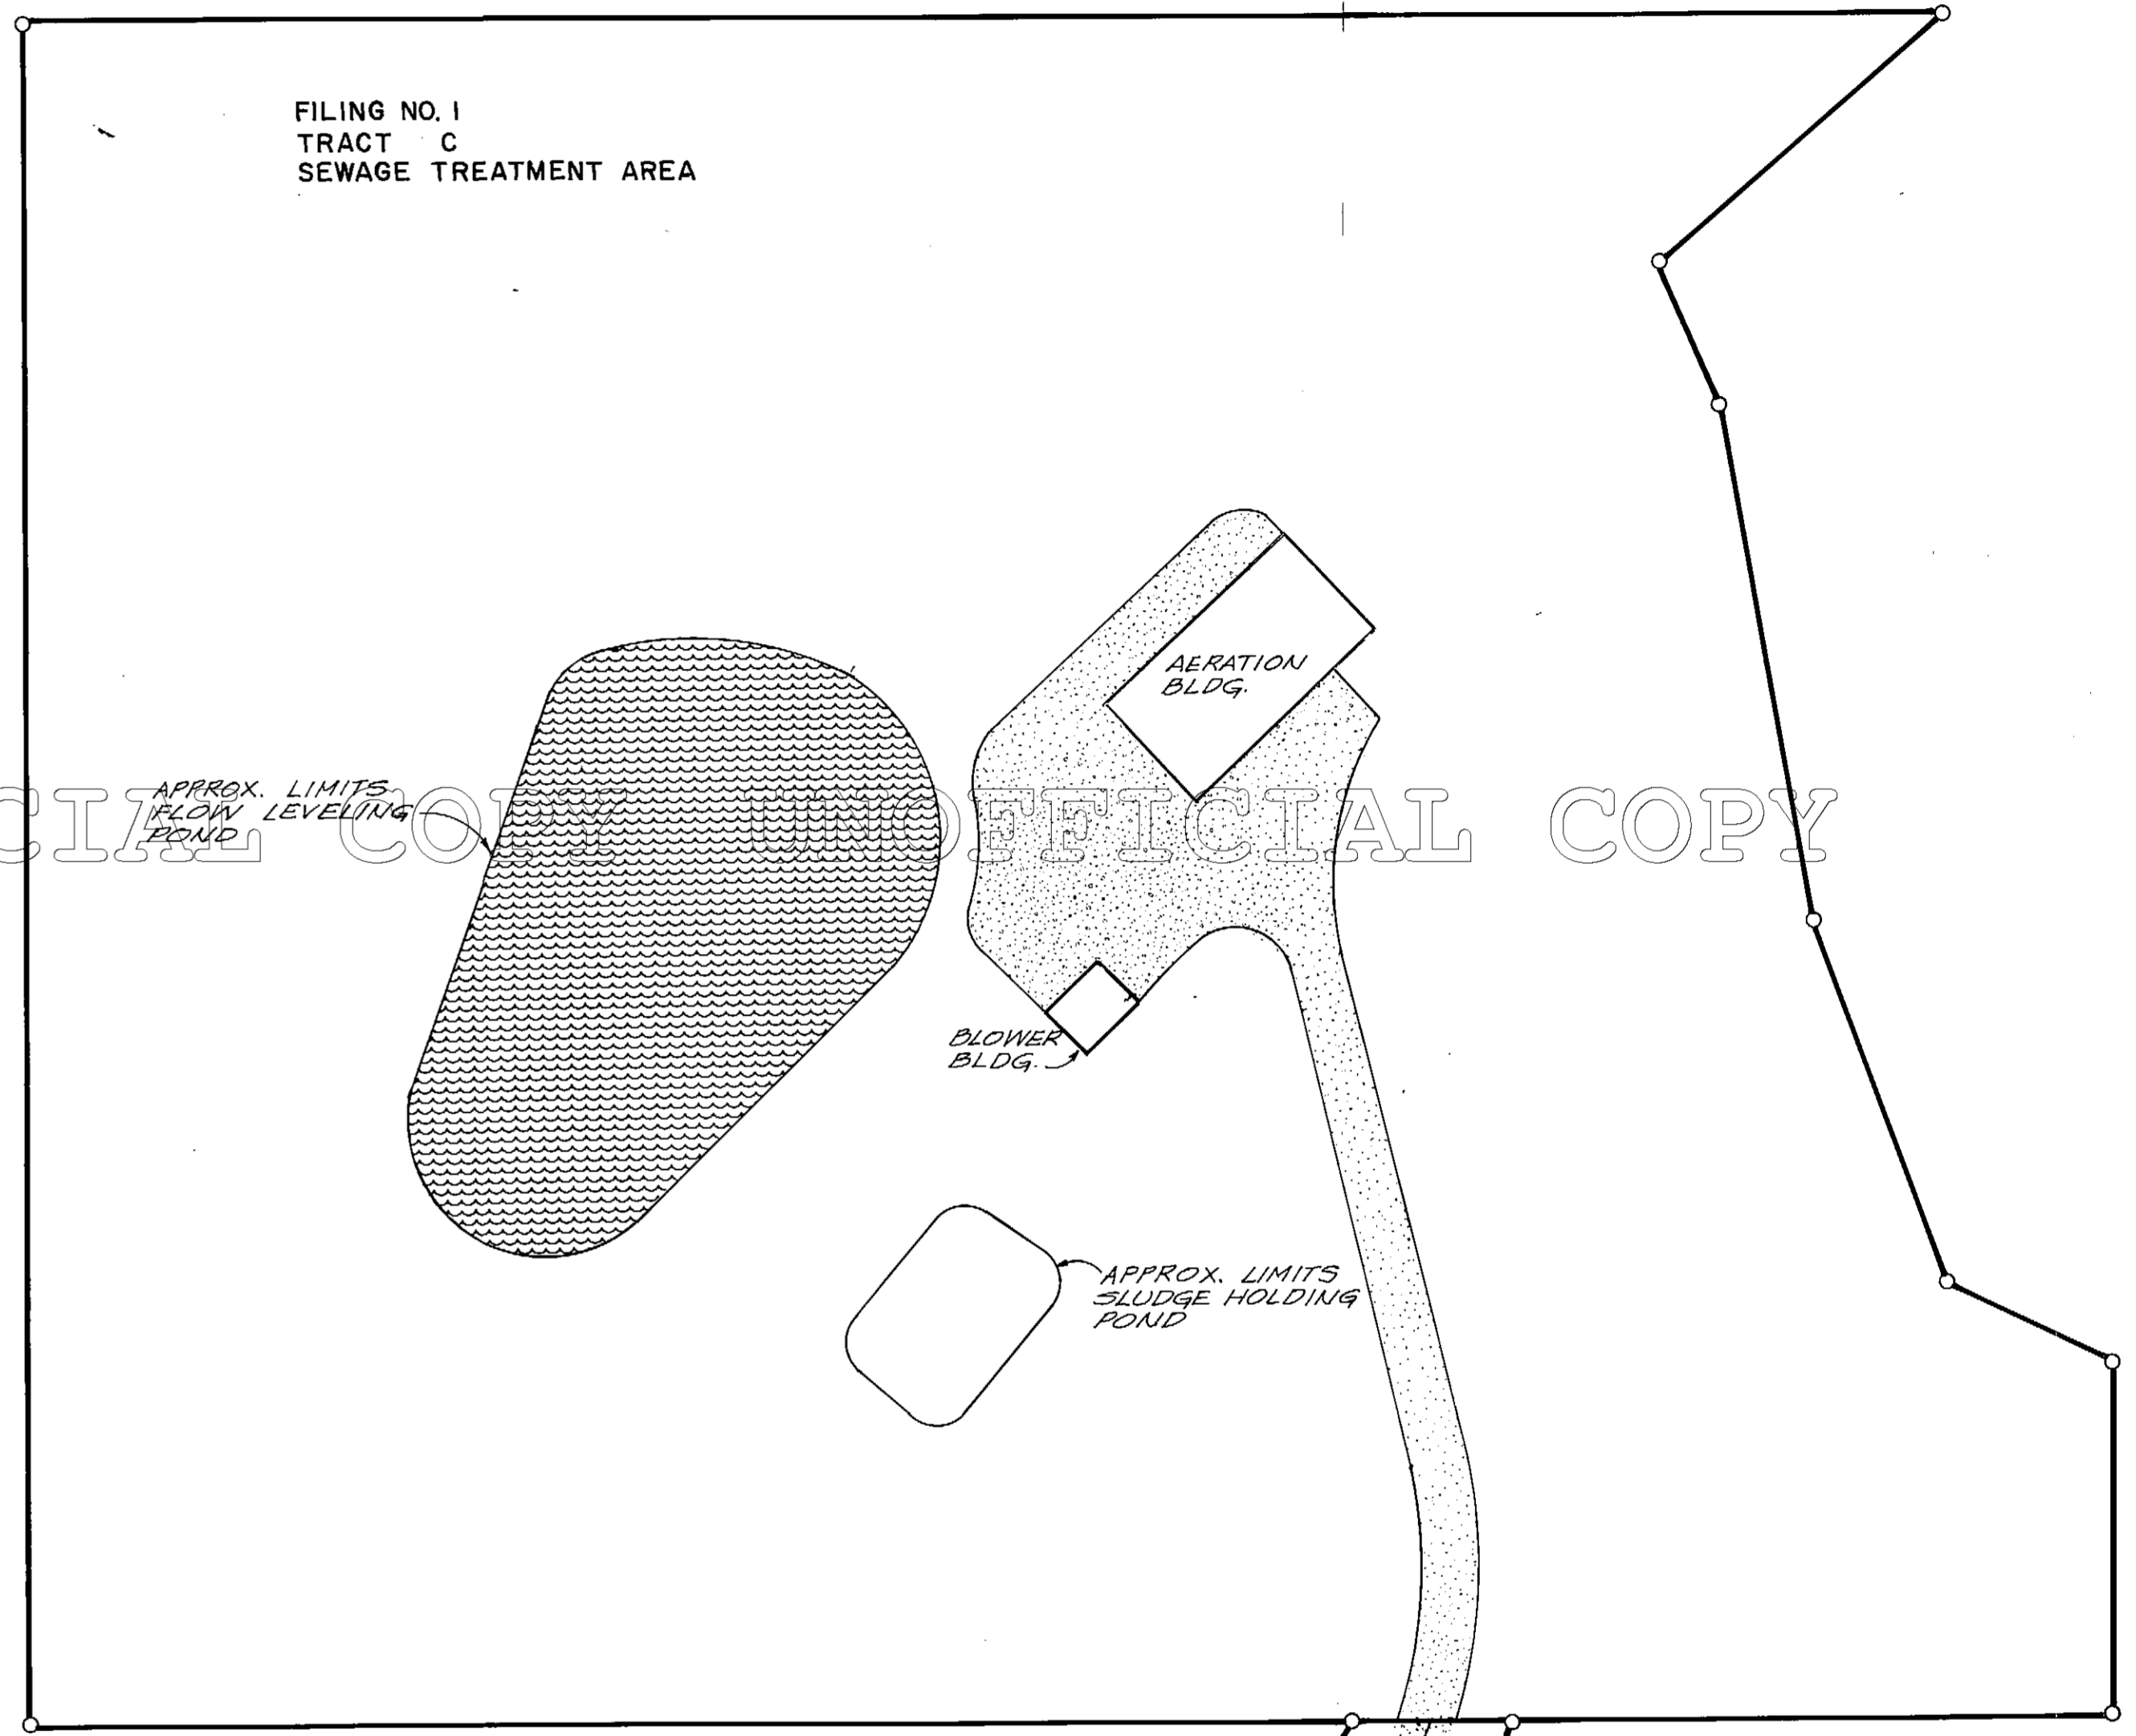 FILING NO. 1
TRACT C
SEWAGE TREATMENT AREA
AERATION
BLDG.
APPROX. LIMITS
FLOW LEVELING
POND
CIAL COPY UNOFFICIAL COPY
BLOWER
BLDG.
APPROX. LIMITS
SLUDGE HOLDING
POND